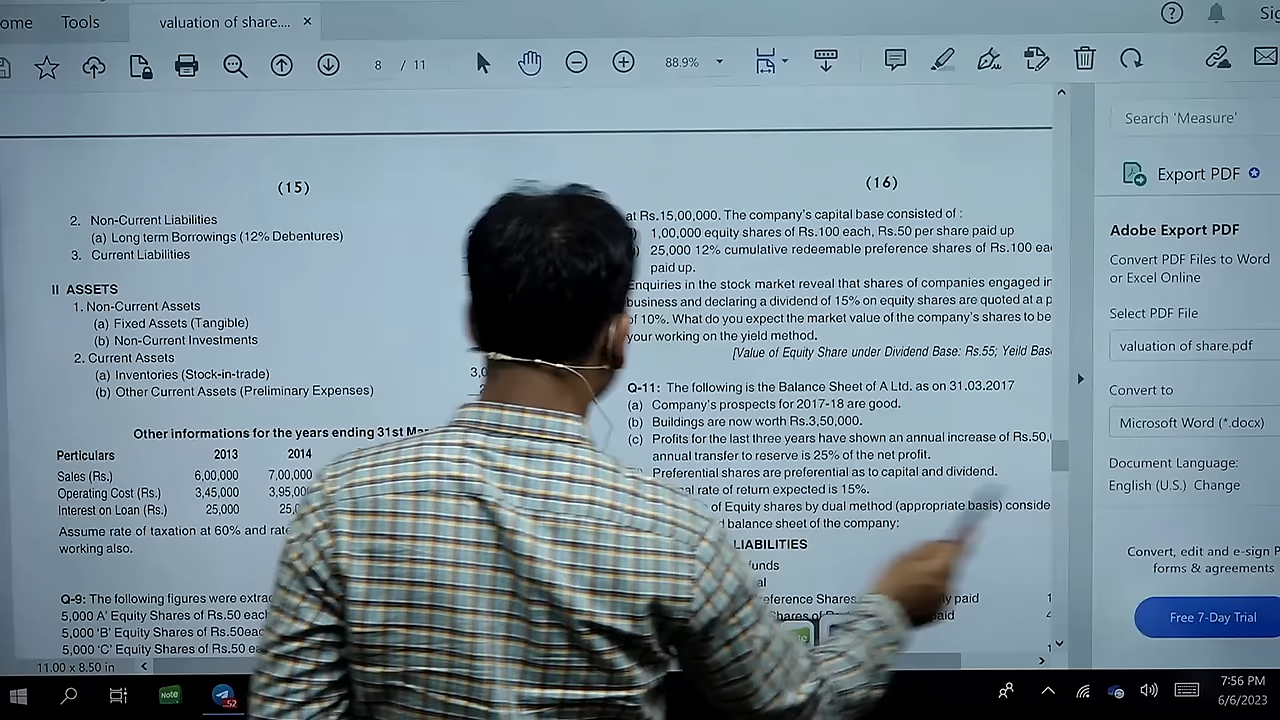 ome
Tools
valuation of share....
×
Sig
8 / 11
88.9%
(15)
2. Non-Current Liabilities
(a) Long term Borrowings (12% Debentures)
3. Current Liabilities
II ASSETS
1. Non-Current Assets
(a) Fixed Assets (Tangible)
(b) Non-Current Investments
2. Current Assets
(a) Inventories (Stock-in-trade)
3,0
(b) Other Current Assets (Preliminary Expenses)
Other informations for the years ending 31st Mar
Perticulars 2013 2014
Sales (Rs.) 6,00,000 7,00,000
Operating Cost (Rs.) 3,45,000 3,95,00
Interest on Loan (Rs.) 25,000 25,0
Assume rate of taxation at 60% and rate
working also.
Q-9: The following figures were extrac
5,000 A' Equity Shares of Rs.50 each
5,000 'B' Equity Shares of Rs.50eac
5,000 'C' Equity Shares of Rs.50 ea
11.00 x 8.50 in
(16)
at Rs.15,00,000. The company's capital base consisted of :
1,00,000 equity shares of Rs.100 each, Rs.50 per share paid up
25,000 12% cumulative redeemable preference shares of Rs.100 eac
paid up.
Enquiries in the stock market reveal that shares of companies engaged in
business and declaring a dividend of 15% on equity shares are quoted at a p
of 10%. What do you expect the market value of the company's shares to be
your working on the yield method.
[Value of Equity Share under Dividend Base: Rs.55; Yeild Bas
Q-11: The following is the Balance Sheet of A Ltd. as on 31.03.2017
(a) Company's prospects for 2017-18 are good.
(b) Buildings are now worth Rs.3,50,000.
(c) Profits for the last three years have shown an annual increase of Rs.50,
annual transfer to reserve is 25% of the net profit.
Preferential shares are preferential as to capital and dividend.
al rate of return expected is 15%.
of Equity shares by dual method (appropriate basis) conside
d balance sheet of the company:
LIABILITIES
funds
al
eference Shares
ly paid 1
hares of
paid 4
Search 'Measure'
Export PDF
Adobe Export PDF
Convert PDF Files to Word
or Excel Online
Select PDF File
valuation of share.pdf
Convert to
Microsoft Word (*.docx)
Document Language:
English (U.S.) Change
Convert, edit and e-sign P
forms & agreements
Free 7-Day Trial
Note
52
7:56 PM
6/6/2023